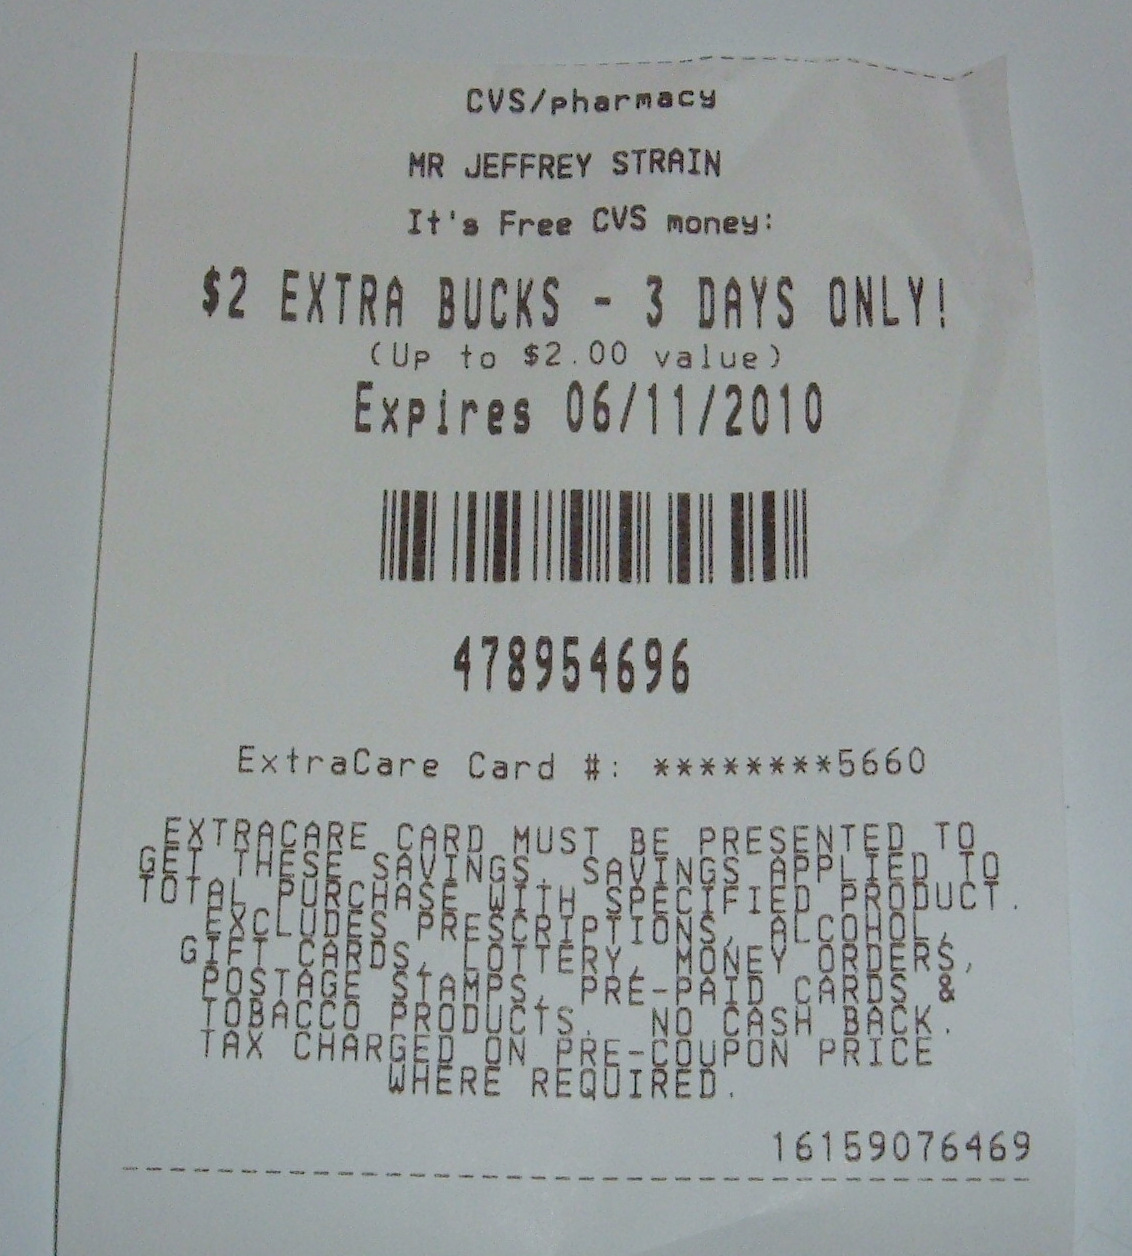 CVS/pharmacy
MR JEFFREY STRAIN
It's Free CVS money:
$2 EXTRA BUCKS - 3 DAYS ONLY!
(Up to $2.00 value)
Expires 06/11/2010
478954696
ExtraCare Card #: ********5660
EXTRACARE CARD MUST BE PRESENTED TO
GET THESE SAVINGS. SAVINGS APPLIED TO
TOTAL PURCHASE WITH SPECIFIED PRODUCT.
EXCLUDES PRESCRIPTIONS, ALCOHOL,
GIFT CARDS, LOTTERY, MONEY ORDERS,
POSTAGE STAMPS, PRE-PAID CARDS &
TOBACCO PRODUCTS. NO CASH BACK.
TAX CHARGED ON PRE-COUPON PRICE
WHERE REQUIRED.
16159076469